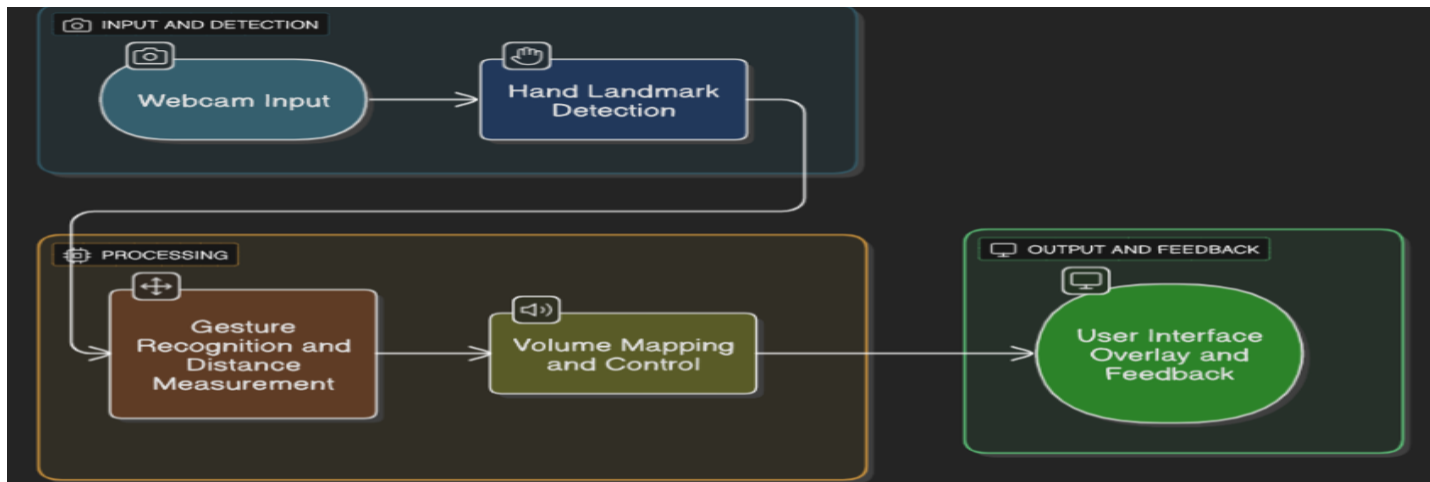 INPUT AND DETECTION
Webcam Input
Hand Landmark
Detection
PROCESSING
Gesture
Recognition and
Distance
Measurement
Volume Mapping
and Control
OUTPUT AND FEEDBACK
User Interface
Overlay and
Feedback